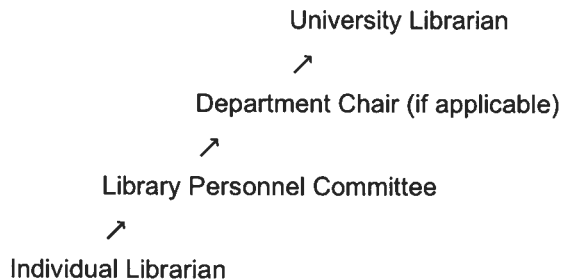 University Librarian
↗
Department Chair (if applicable)
↗
Library Personnel Committee
↗
Individual Librarian